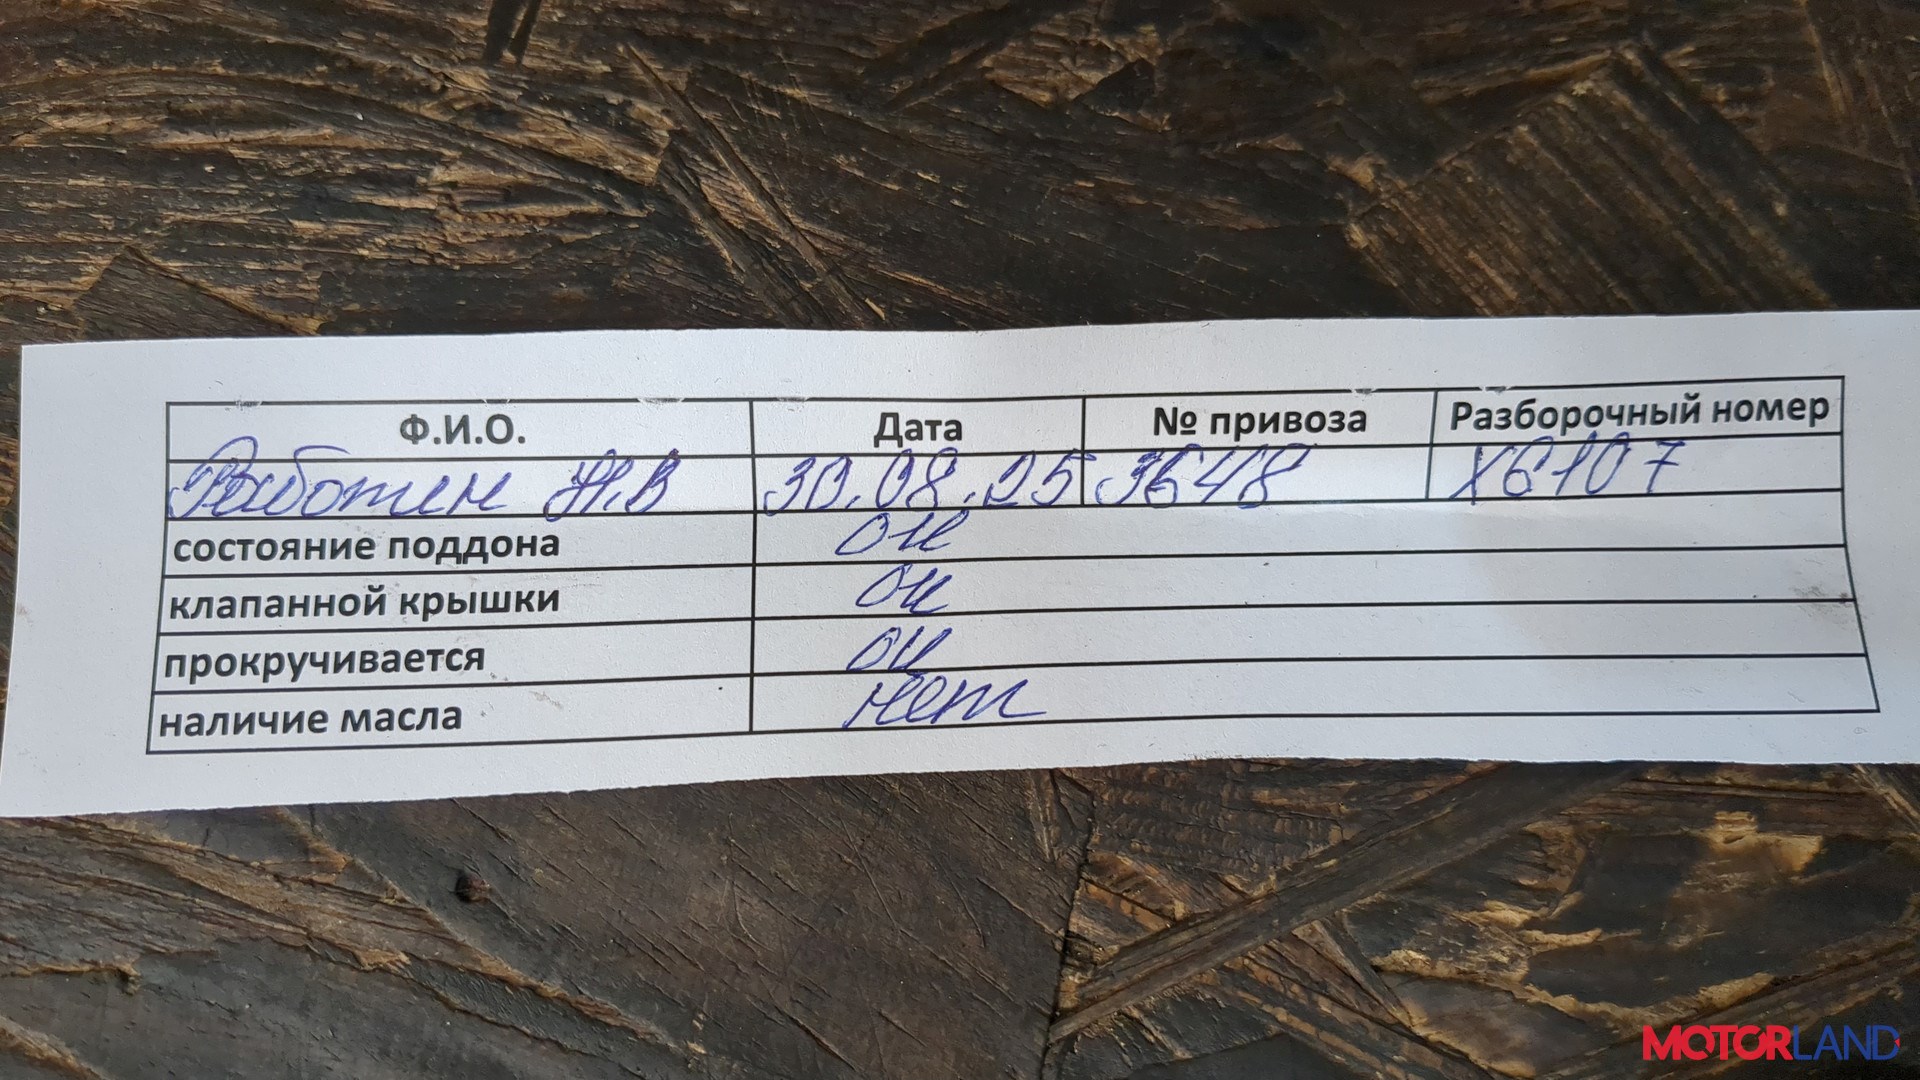 Ф.И.О. Дата № привоза Разборочный номер
30.08.25 3648 Х6107
состояние поддона ок
клапанной крышки ок
прокручивается ок
наличие масла нет
MOTORLAND